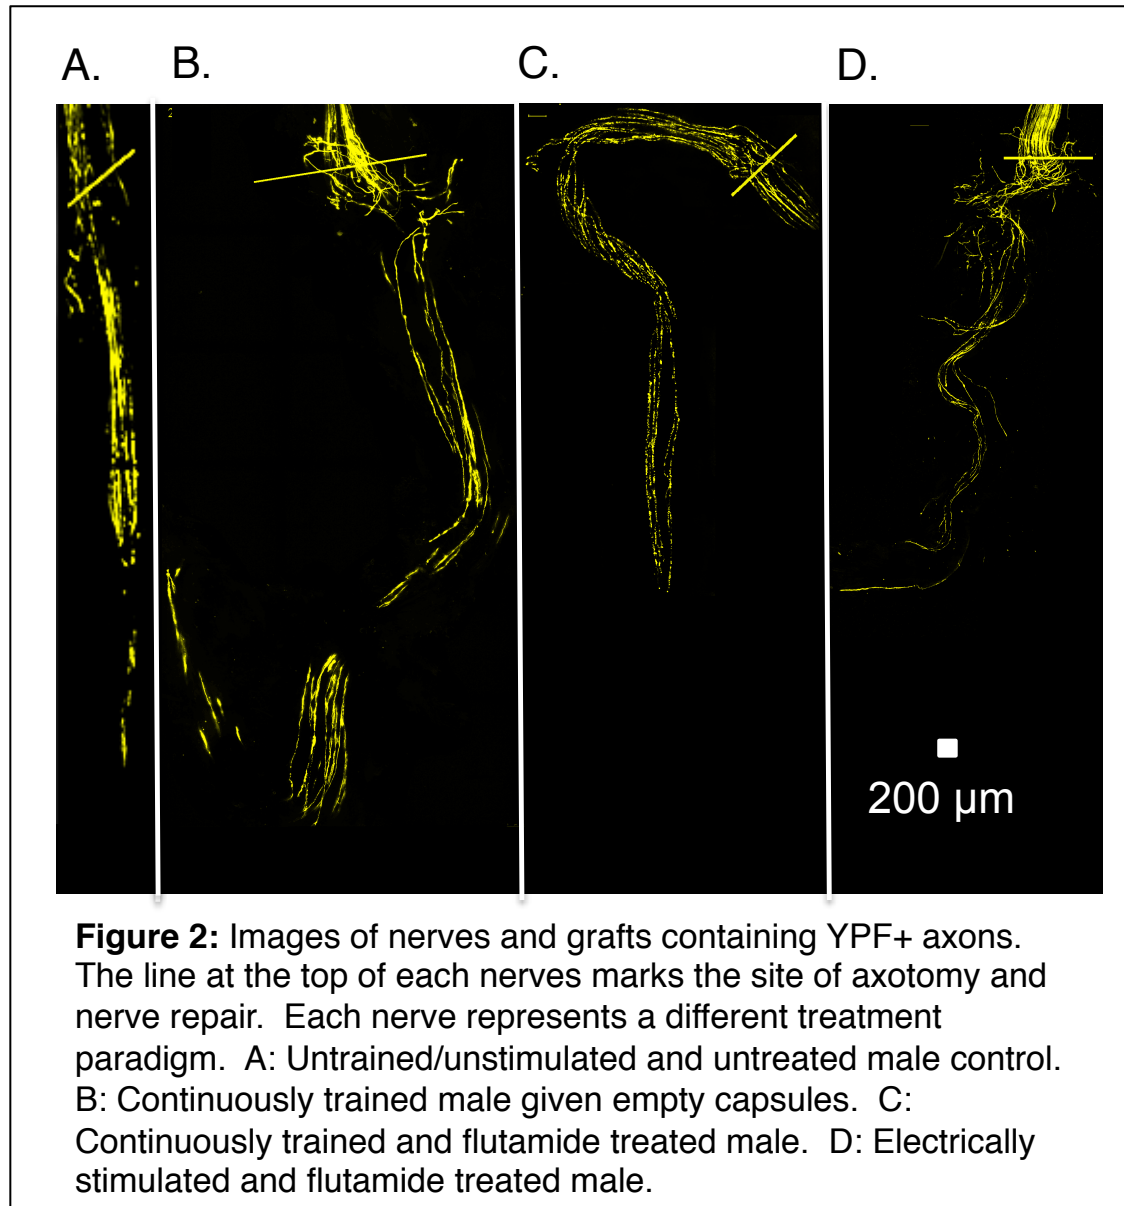 A.
B.
C.
D.
2
200 µm
Figure 2: Images of nerves and grafts containing YPF+ axons.
The line at the top of each nerves marks the site of axotomy and
nerve repair. Each nerve represents a different treatment
paradigm. A: Untrained/unstimulated and untreated male control.
B: Continuously trained male given empty capsules. C:
Continuously trained and flutamide treated male. D: Electrically
stimulated and flutamide treated male.